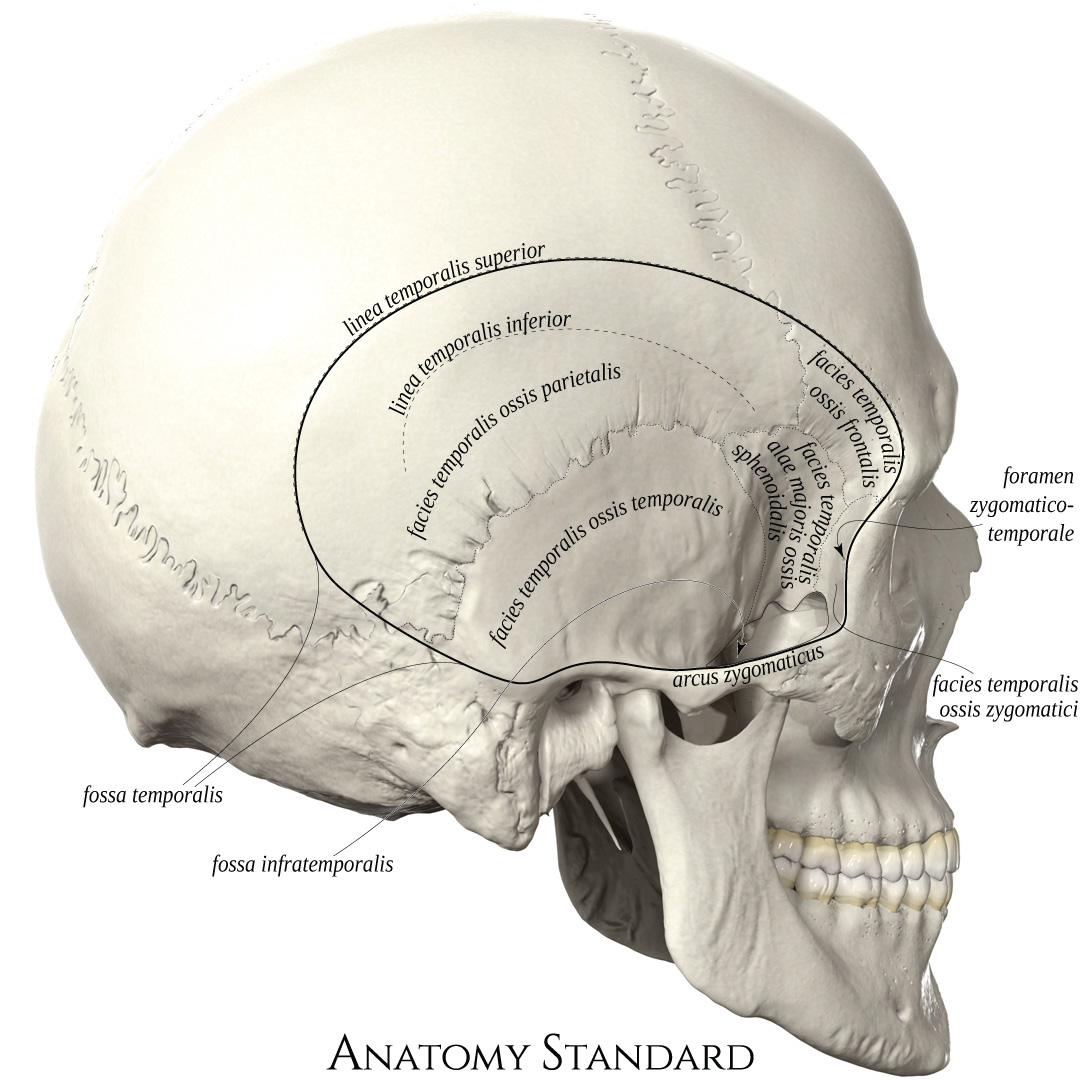 linea temporalis superior
linea temporalis inferior
facies temporalis ossis parietalis
facies temporalis
ossis frontalis
facies temporalis
alae majoris ossis
sphenoidalis
facies temporalis ossis temporalis
foramen
zygomatico-
temporale
arcus zygomaticus
facies temporalis
ossis zygomatici
fossa temporalis
fossa infratemporalis
ANATOMY STANDARD